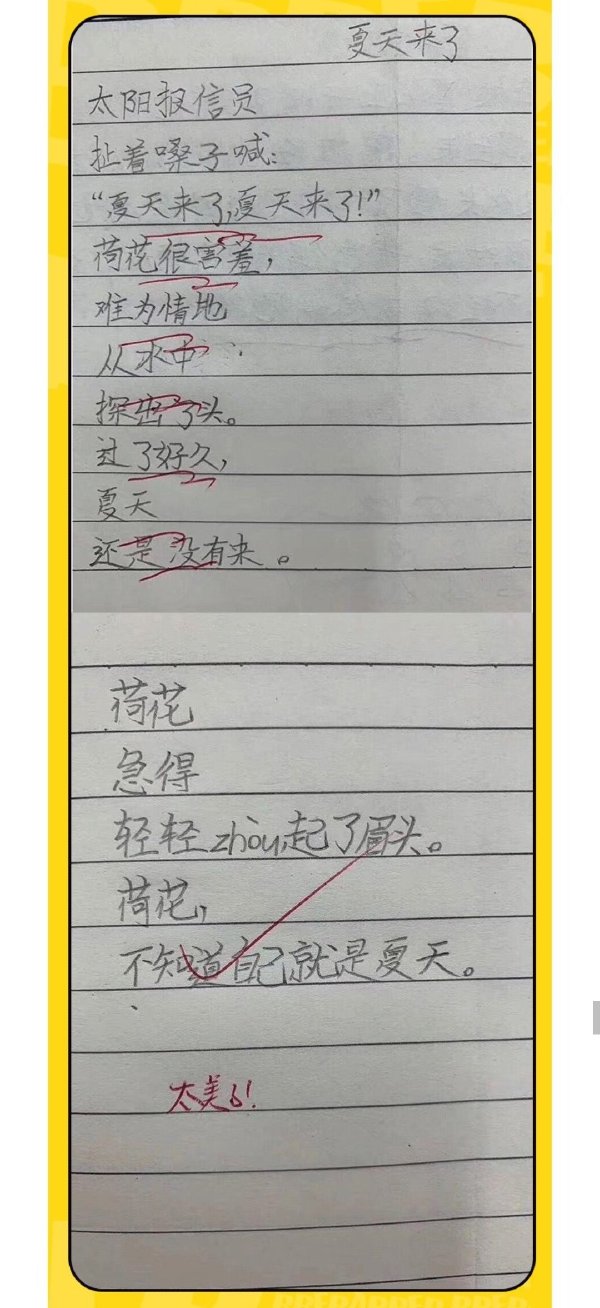 夏天来了
太阳报信员
扯着嗓子喊：
“夏天来了，夏天来了！”
荷花很害羞，
难为情地
从水中
探出了头。
过了好久，
夏天
还是没有来。
荷花
急得
轻轻zhòu起了眉头。
荷花，
不知道自己就是夏天。
太美了！